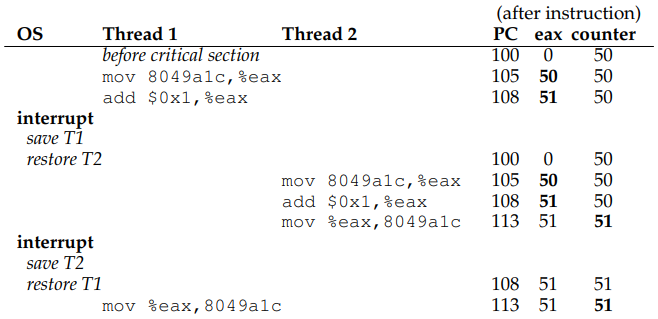 (after instruction)
OS Thread 1 Thread 2 PC eax counter
before critical section 100 0 50
mov 8049a1c,%eax 105 50 50
add $0x1,%eax 108 51 50
interrupt
save T1
restore T2 100 0 50
mov 8049a1c,%eax 105 50 50
add $0x1,%eax 108 51 50
mov %eax,8049a1c 113 51 51
interrupt
save T2
restore T1 108 51 51
mov %eax,8049a1c 113 51 51